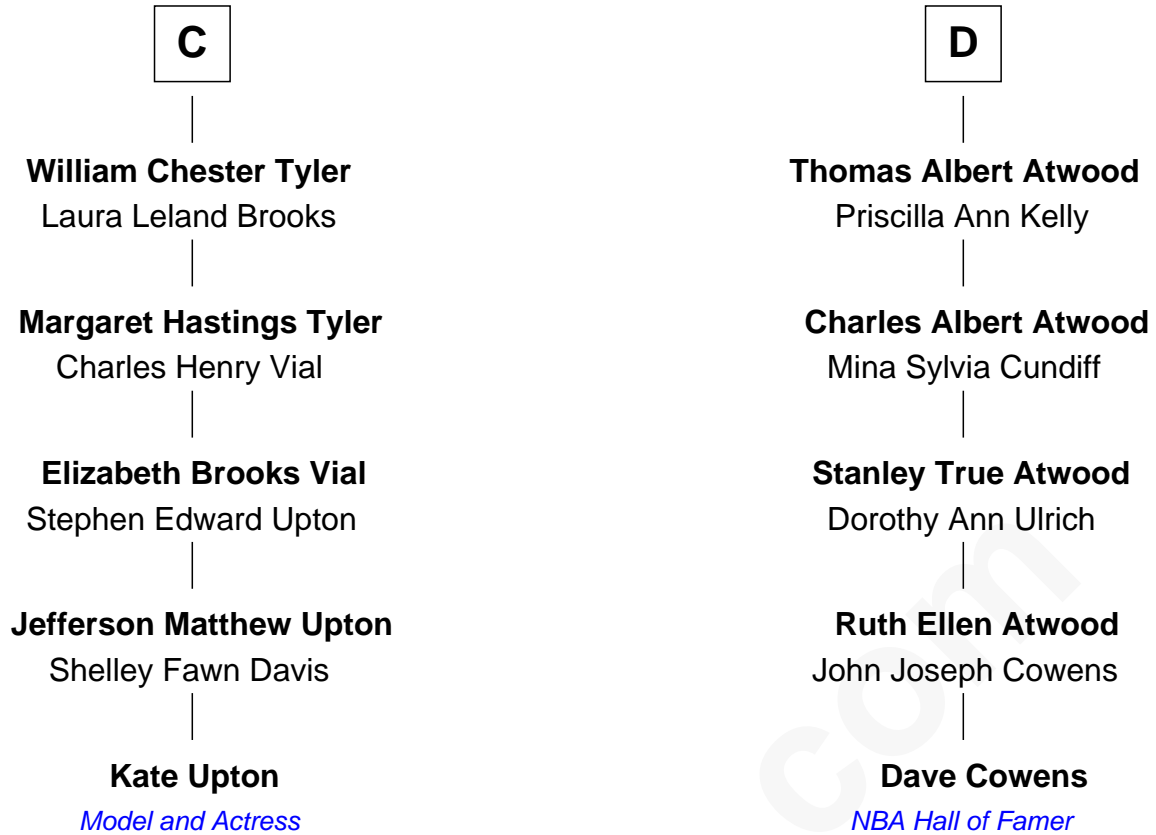 C
William Chester Tyler
Laura Leland Brooks
Margaret Hastings Tyler
Charles Henry Vial
Elizabeth Brooks Vial
Stephen Edward Upton
Jefferson Matthew Upton
Shelley Fawn Davis
Kate Upton
Model and Actress
D
Thomas Albert Atwood
Priscilla Ann Kelly
Charles Albert Atwood
Mina Sylvia Cundiff
Stanley True Atwood
Dorothy Ann Ulrich
Ruth Ellen Atwood
John Joseph Cowens
Dave Cowens
NBA Hall of Famer
com